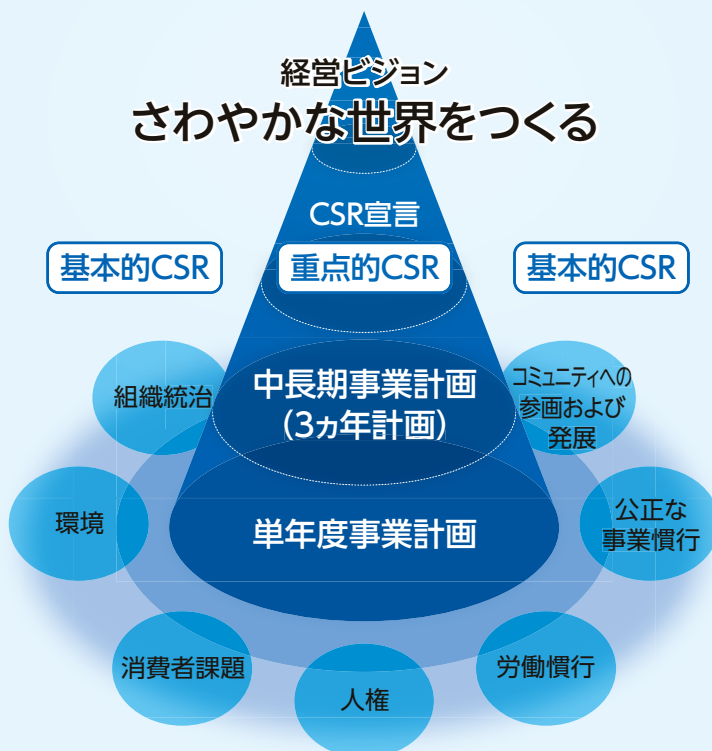 経営ビジョン
さわやかな世界をつくる
CSR宣言
基本的CSR
重点的CSR
基本的CSR
中長期事業計画
(3ヵ年計画)
単年度事業計画
組織統治
環境
消費者課題
人権
労働慣行
公正な
事業慣行
コミュニティへの
参画および
発展